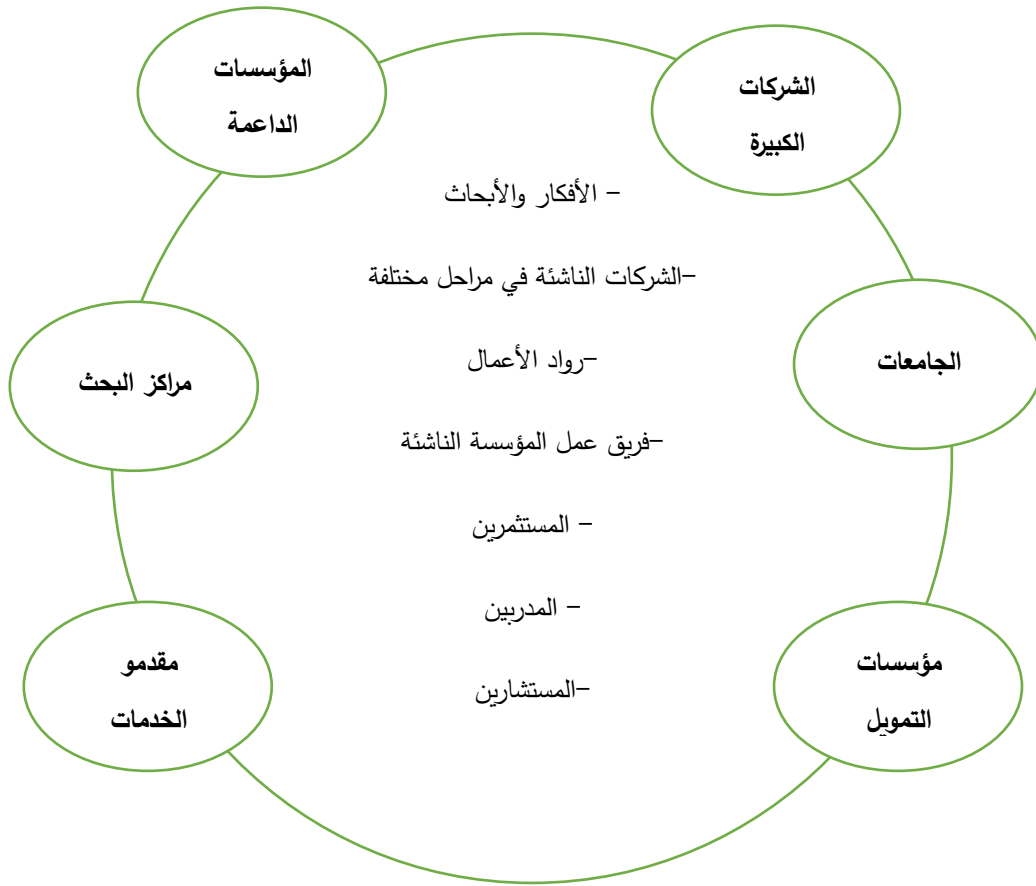 الشركات
الكبيرة
المؤسسات
الداعمة
– الأفكار والأبحاث
–الشركات الناشئة في مراحل مختلفة
–رواد الأعمال
الجامعات
مراكز البحث
–فريق عمل المؤسسة الناشئة
– المستثمرين
– المدربين
–المستشارين
مؤسسات
التمويل
مقدمو
الخدمات